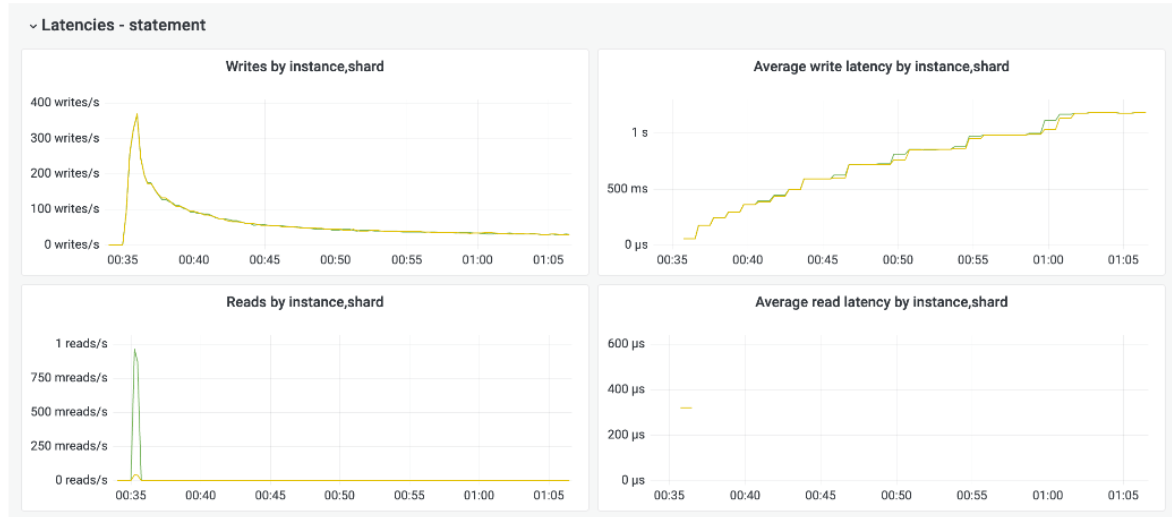 Latencies - statement
Writes by instance,shard
400 writes/s
300 writes/s
200 writes/s
100 writes/s
0 writes/s
00:35 00:40 00:45 00:50 00:55 01:00 01:05
Average write latency by instance,shard
1 s
500 ms
0 µs
00:35 00:40 00:45 00:50 00:55 01:00 01:05
Reads by instance,shard
1 reads/s
750 mreads/s
500 mreads/s
250 mreads/s
0 reads/s
00:35 00:40 00:45 00:50 00:55 01:00 01:05
Average read latency by instance,shard
600 µs
400 µs
200 µs
0 µs
00:35 00:40 00:45 00:50 00:55 01:00 01:05